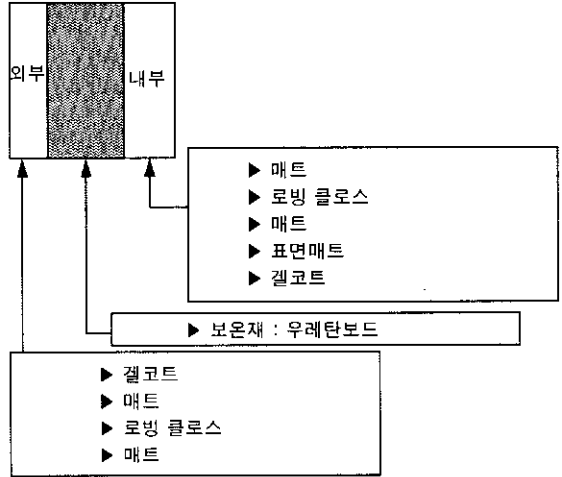 외부
내부
▶ 매트
▶ 로빙 클로스
▶ 매트
▶ 표면매트
▶ 겔코트
▶ 보온재 : 우레탄보드
▶ 겔코트
▶ 매트
▶ 로빙 클로스
▶ 매트